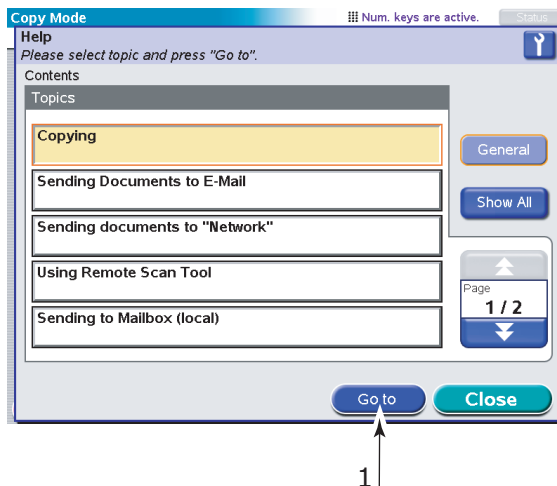 Copy Mode
Num. keys are active.
Status
Help
Please select topic and press "Go to".
Contents
Topics
Copying
General
Sending Documents to E-Mail
Show All
Sending documents to "Network"
Using Remote Scan Tool
Page
1 / 2
Sending to Mailbox (local)
Go to
Close
1